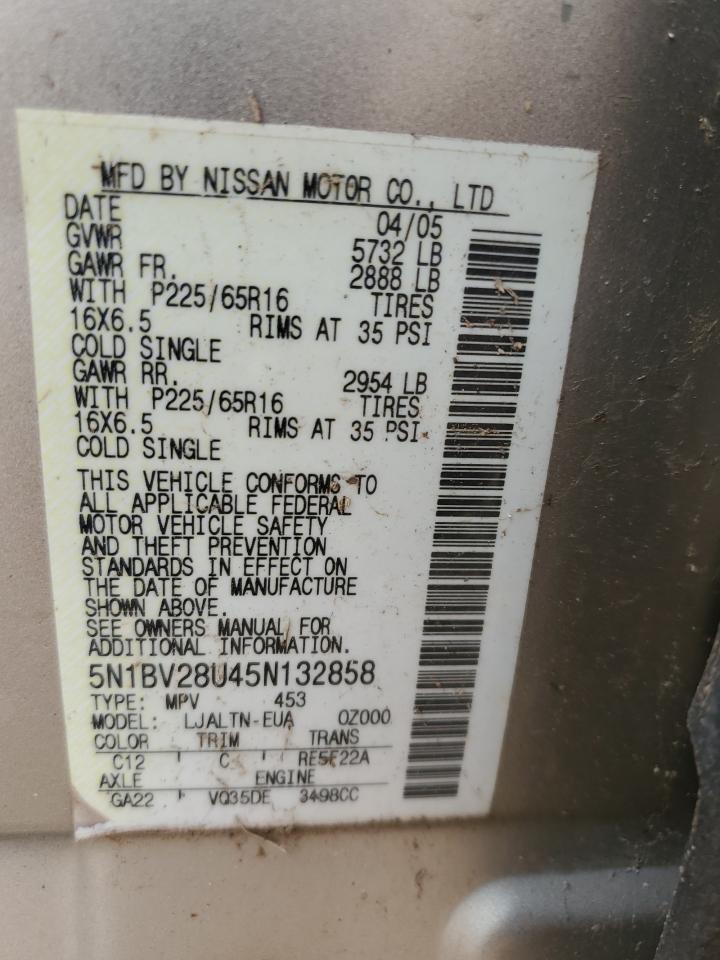 MFD BY NISSAN MOTOR CO., LTD
DATE 04/05
GVWR 5732 LB
GAWR FR. 2888 LB
WITH P225/65R16 TIRES
16X6.5 RIMS AT 35 PSI
COLD SINGLE
GAWR RR. 2954 LB
WITH P225/65R16 TIRES
16X6.5 RIMS AT 35 PSI
COLD SINGLE
THIS VEHICLE CONFORMS TO
ALL APPLICABLE FEDERAL
MOTOR VEHICLE SAFETY
AND THEFT PREVENTION
STANDARDS IN EFFECT ON
THE DATE OF MANUFACTURE
SHOWN ABOVE.
SEE OWNERS MANUAL FOR
ADDITIONAL INFORMATION.
5N1BV28U45N132858
TYPE: MPV 453
MODEL: LJALTN-EUA 0Z000
COLOR TRIM TRANS
C12 C RE5F22A
AXLE ENGINE
GA22 VQ35DE 3498CC